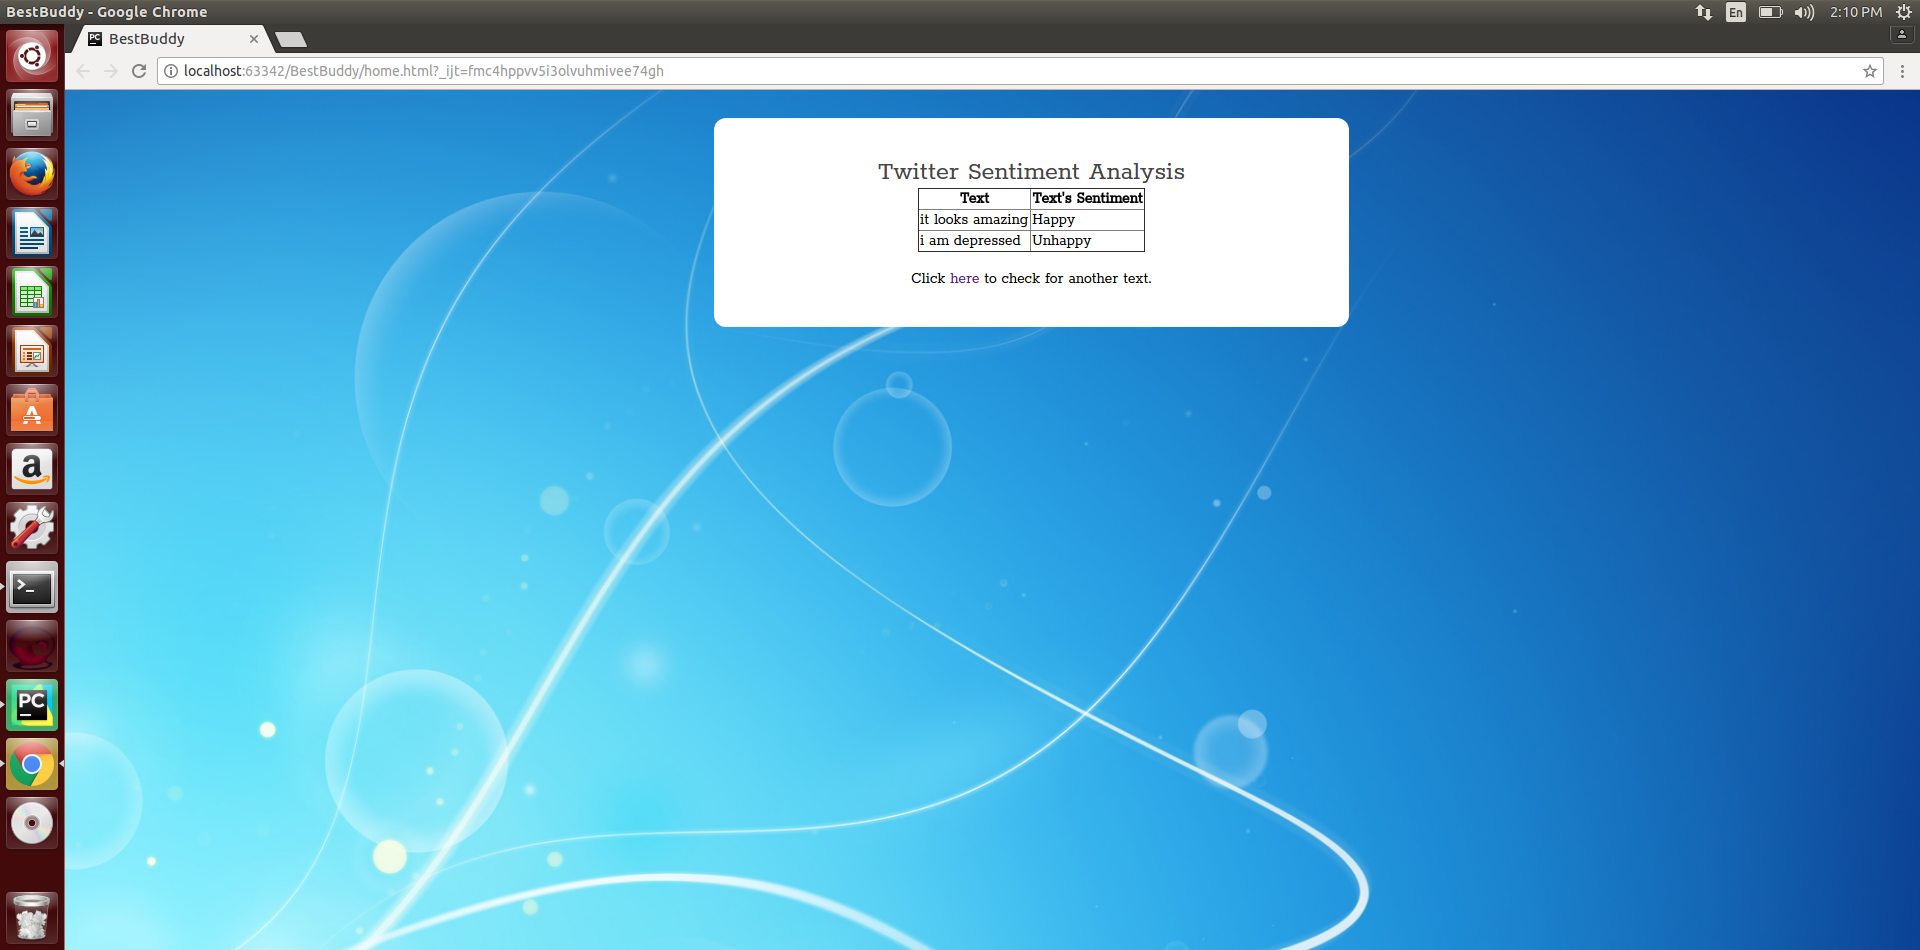 BestBuddy - Google Chrome
En
2:10 PM
PC BestBuddy
localhost:63342/BestBuddy/home.html?_ijt=fmc4hppvv5i3olvuhmivee74gh
Twitter Sentiment Analysis
Text Text's Sentiment
it looks amazing Happy
i am depressed Unhappy
Click here to check for another text.
A
a
>_
PC